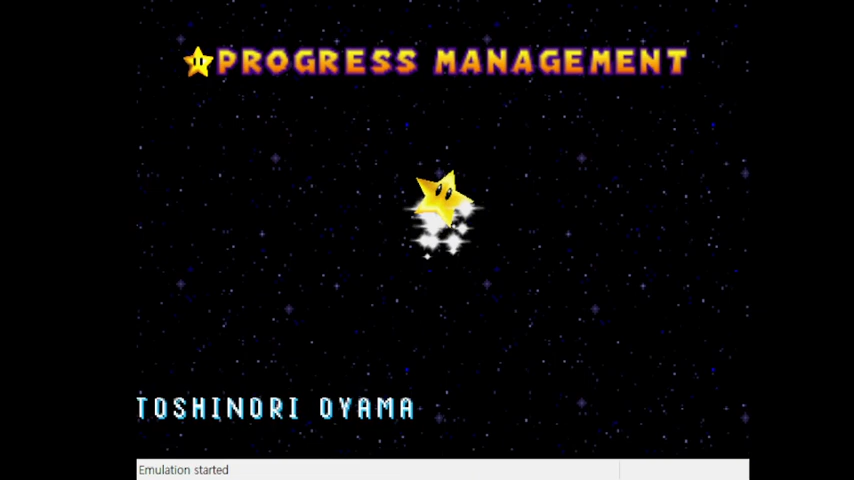 PROGRESS MANAGEMENT
TOSHINORI OYAMA
Emulation started